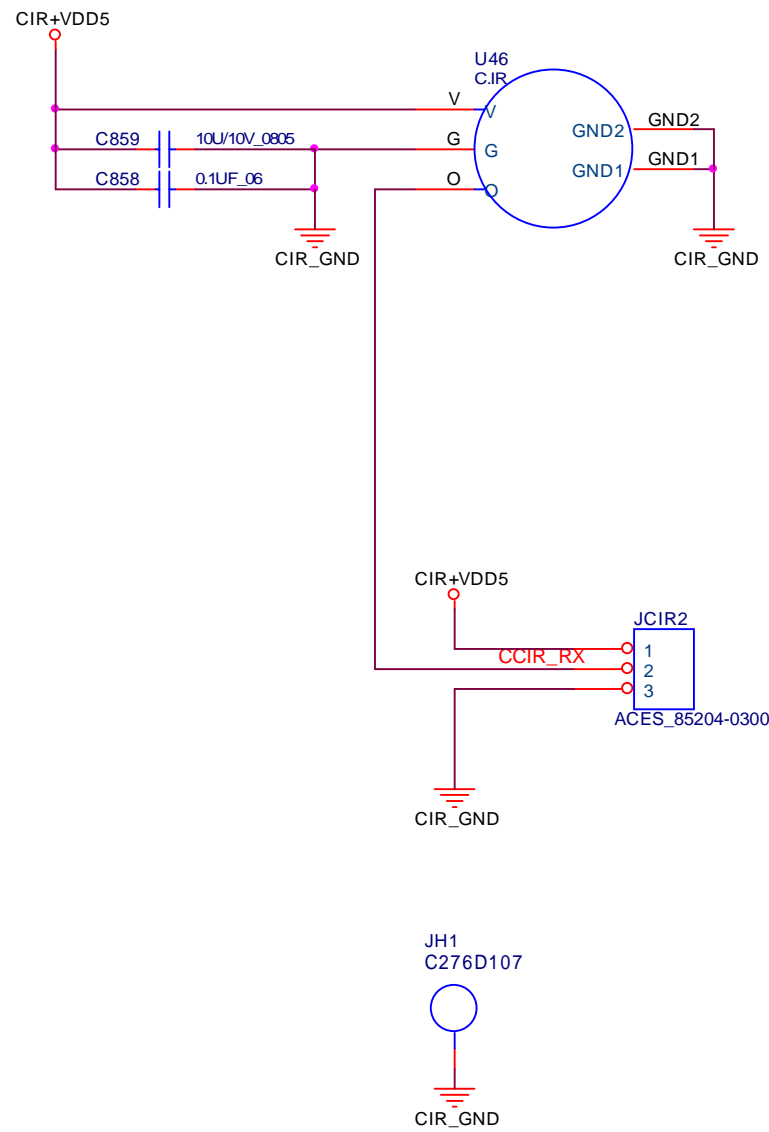 CIR+VDD5
U46
C.IR
V
V
GND2
GND2
C859
10U/10V_0805
G
G
GND1
GND1
C858
0.1UF_06
O
O
CIR_GND
CIR_GND
CIR+VDD5
JCIR2
1
CCIR_RX
2
3
ACES_85204-0300
CIR_GND
JH1
C276D107
CIR_GND